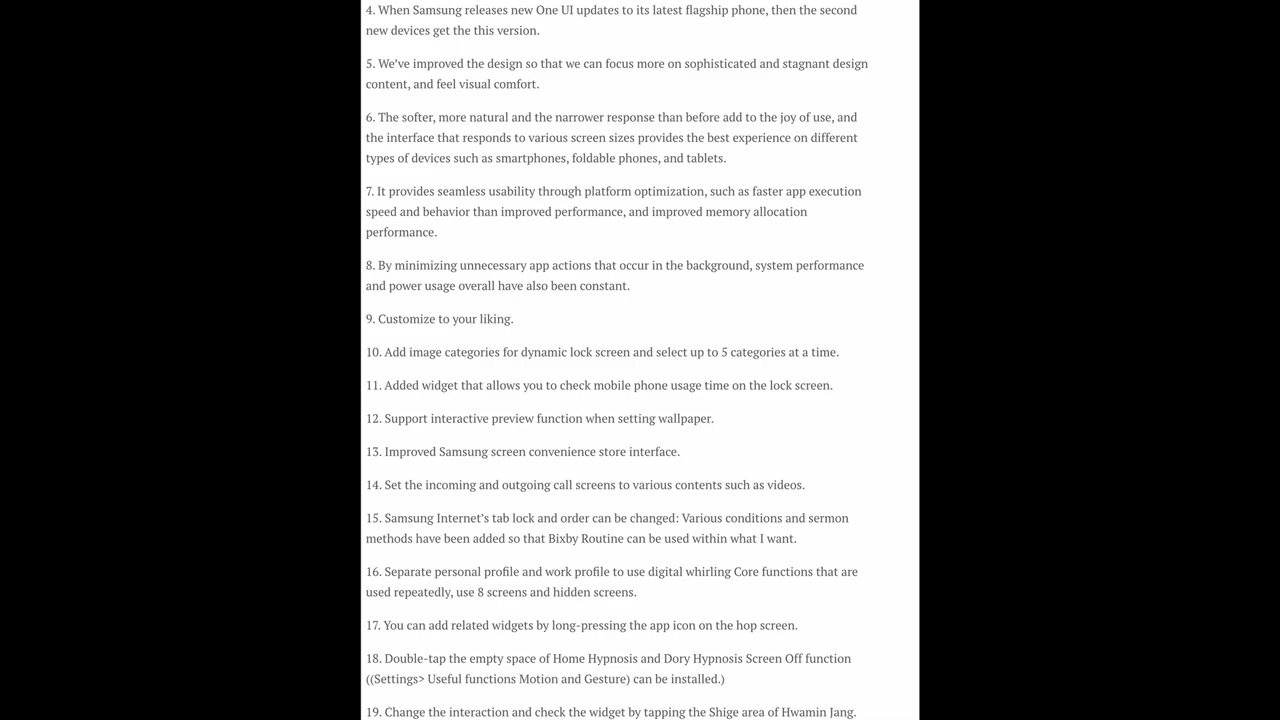 4. When Samsung releases new One UI updates to its latest flagship phone, then the second
new devices get the this version.
5. We’ve improved the design so that we can focus more on sophisticated and stagnant design
content, and feel visual comfort.
6. The softer, more natural and the narrower response than before add to the joy of use, and
the interface that responds to various screen sizes provides the best experience on different
types of devices such as smartphones, foldable phones, and tablets.
7. It provides seamless usability through platform optimization, such as faster app execution
speed and behavior than improved performance, and improved memory allocation
performance.
8. By minimizing unnecessary app actions that occur in the background, system performance
and power usage overall have also been constant.
9. Customize to your liking.
10. Add image categories for dynamic lock screen and select up to 5 categories at a time.
11. Added widget that allows you to check mobile phone usage time on the lock screen.
12. Support interactive preview function when setting wallpaper.
13. Improved Samsung screen convenience store interface.
14. Set the incoming and outgoing call screens to various contents such as videos.
15. Samsung Internet’s tab lock and order can be changed: Various conditions and sermon
methods have been added so that Bixby Routine can be used within what I want.
16. Separate personal profile and work profile to use digital whirling Core functions that are
used repeatedly, use 8 screens and hidden screens.
17. You can add related widgets by long-pressing the app icon on the hop screen.
18. Double-tap the empty space of Home Hypnosis and Dory Hypnosis Screen Off function
((Settings> Useful functions Motion and Gesture) can be installed.)
19. Change the interaction and check the widget by tapping the Shige area of Hwamin Jang.